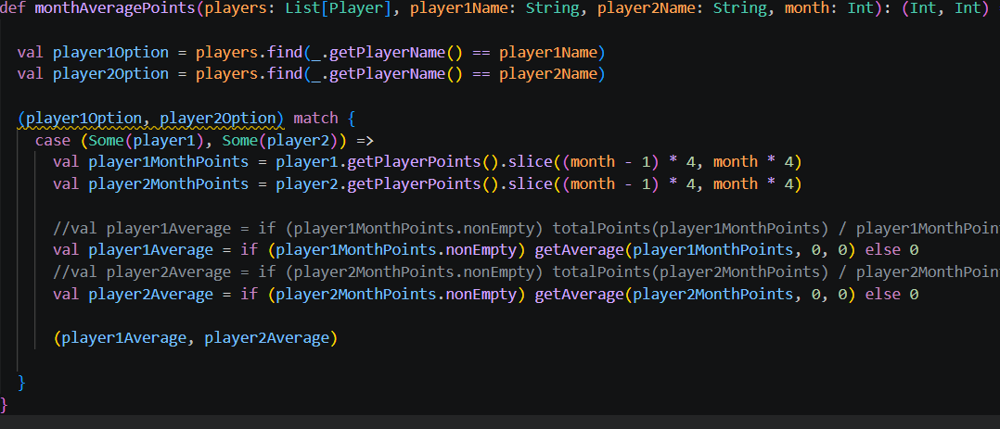 def monthAveragePoints(players: List[Player], player1Name: String, player2Name: String, month: Int): (Int, Int)
val player1Option = players.find(_.getPlayerName() == player1Name)
val player2Option = players.find(_.getPlayerName() == player2Name)
(player1Option, player2Option) match {
case (Some(player1), Some(player2)) =>
val player1MonthPoints = player1.getPlayerPoints().slice((month - 1) * 4, month * 4)
val player2MonthPoints = player2.getPlayerPoints().slice((month - 1) * 4, month * 4)
//val player1Average = if (player1MonthPoints.nonEmpty) totalPoints(player1MonthPoints) / player1MonthPoin
val player1Average = if (player1MonthPoints.nonEmpty) getAverage(player1MonthPoints, 0, 0) else 0
//val player2Average = if (player2MonthPoints.nonEmpty) totalPoints(player2MonthPoints) / player2MonthPoin
val player2Average = if (player2MonthPoints.nonEmpty) getAverage(player2MonthPoints, 0, 0) else 0
(player1Average, player2Average)
}
}